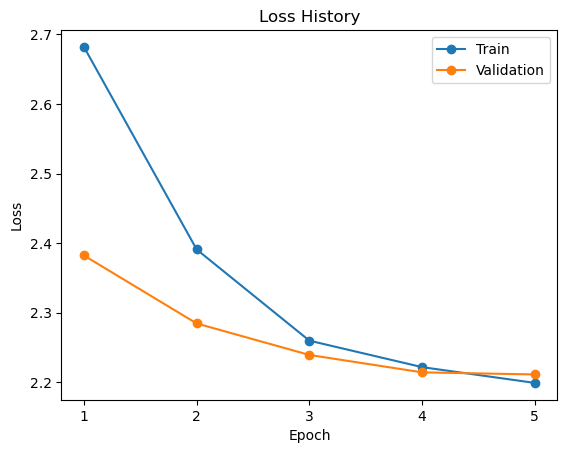 Loss History
Train
Validation
2.7
2.6
2.5
2.4
2.3
2.2
Loss
1 2 3 4 5
Epoch